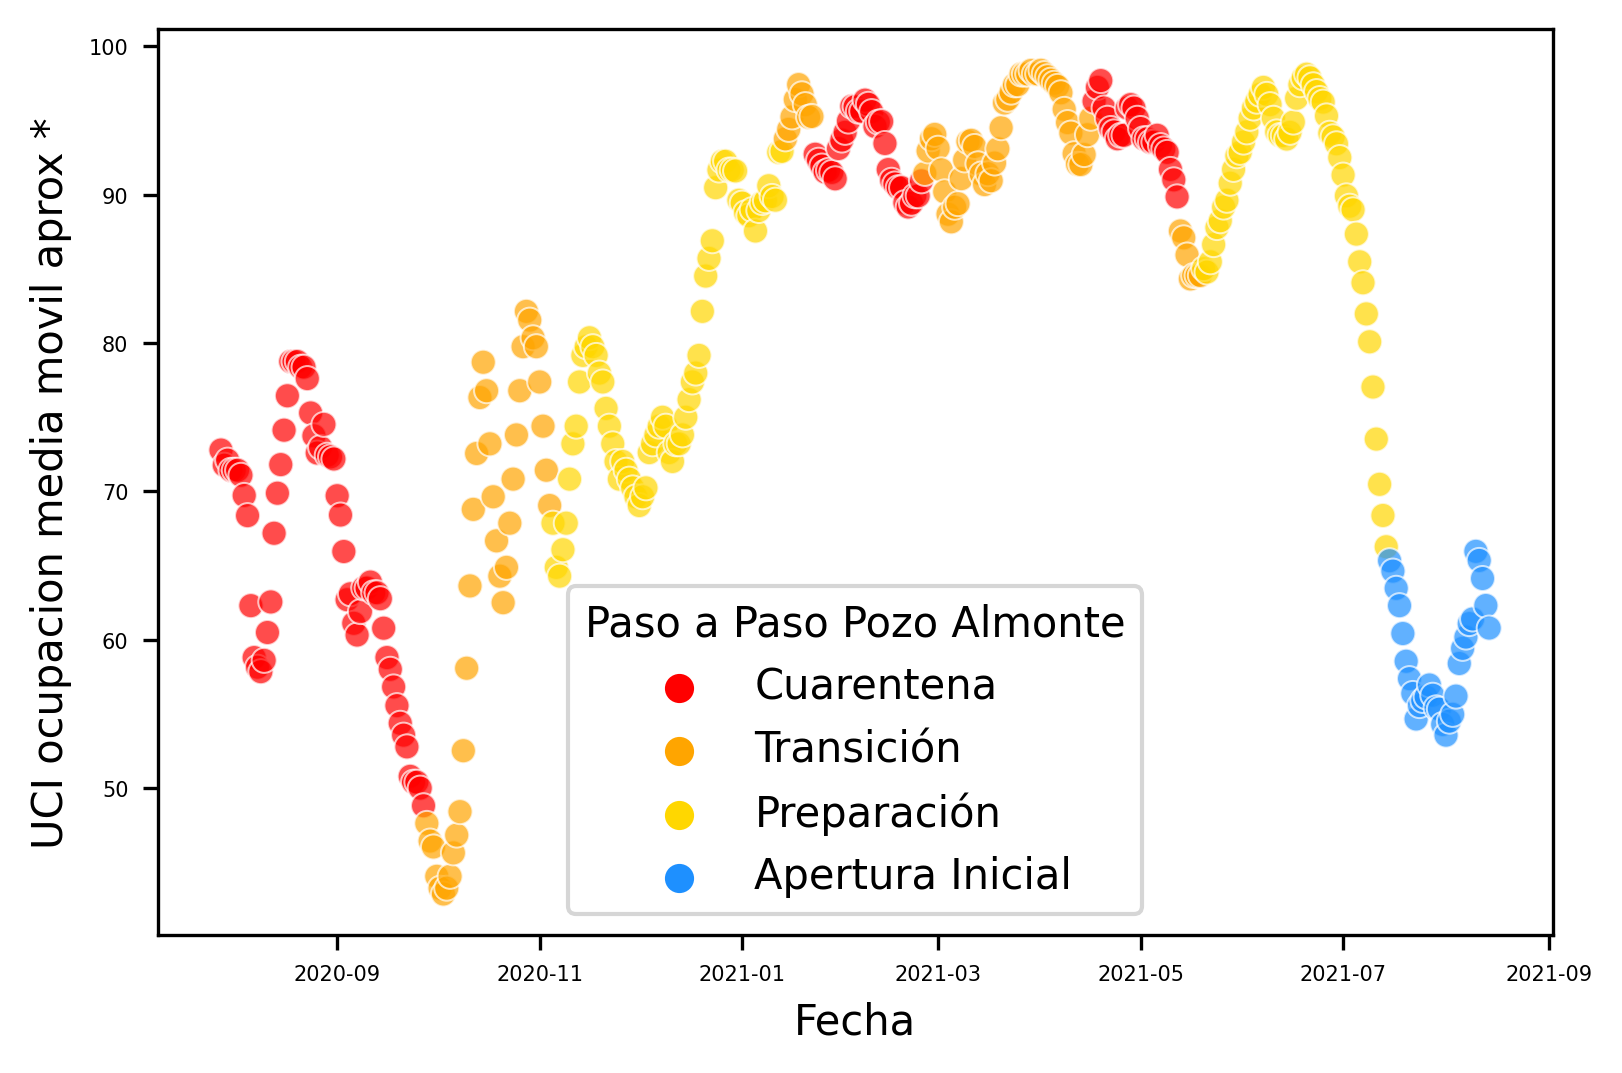 100
90
80
70
60
50
UCI ocupacion media movil aprox *
Paso a Paso Pozo Almonte
Cuarentena
Transición
Preparación
Apertura Inicial
2020-09 2020-11 2021-01 2021-03 2021-05 2021-07 2021-09
Fecha